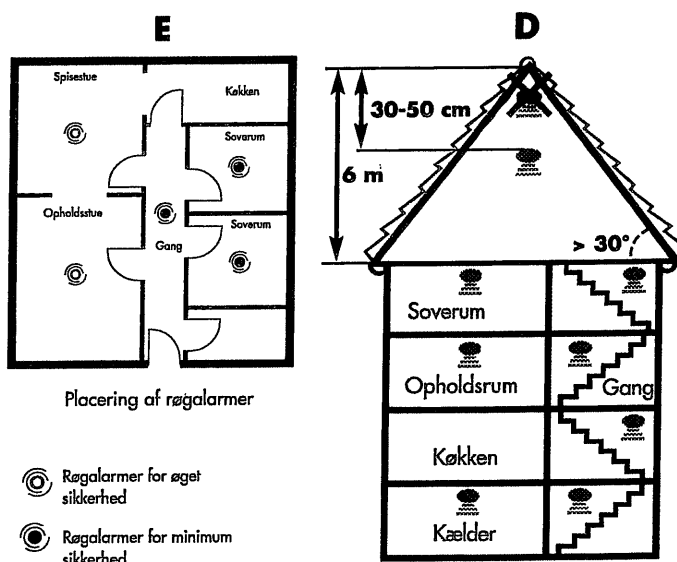 E
Spisestue
Køkken
Soverum
Opholdsstue
Gang
Soverum
Placering af røgalarmer
Røgalarmer for øget
sikkerhed
Røgalarmer for minimum
sikkerhed
D
30-50 cm
6 m
> 30°
Soverum
Opholdsrum
Gang
Køkken
Kælder